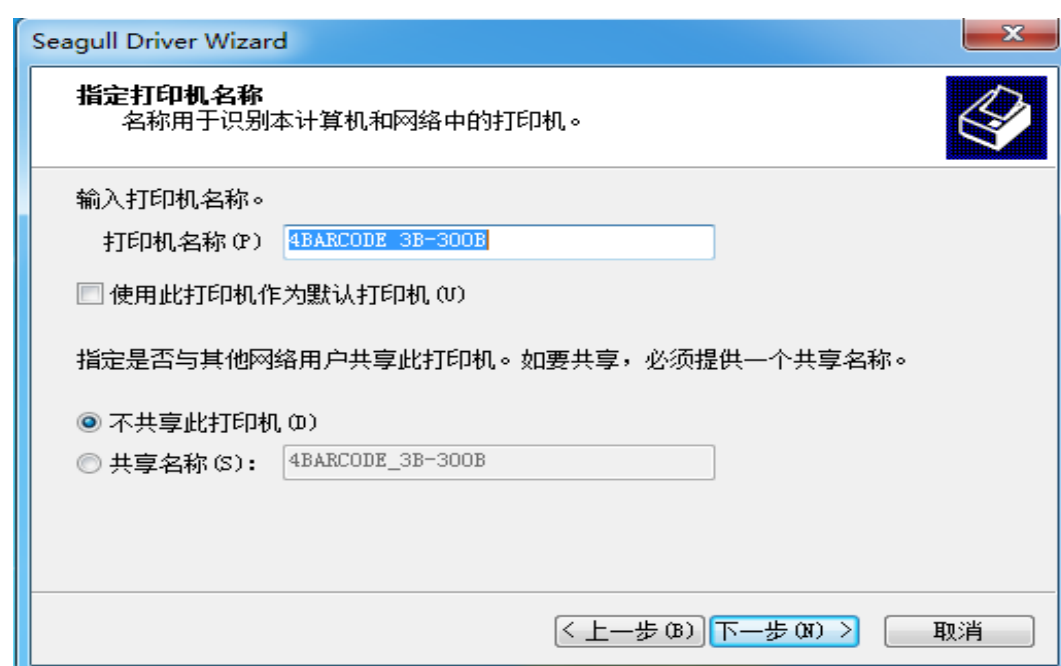 Seagull Driver Wizard
指定打印机名称
名称用于识别本计算机和网络中的打印机。
输入打印机名称。
打印机名称(P) 4BARCODE 3B-300B
使用此打印机作为默认打印机(U)
指定是否与其他网络用户共享此打印机。如要共享，必须提供一个共享名称。
不共享此打印机(D)
共享名称(S)： 4BARCODE_3B-300B
< 上一步(B) 下一步(N) > 取消